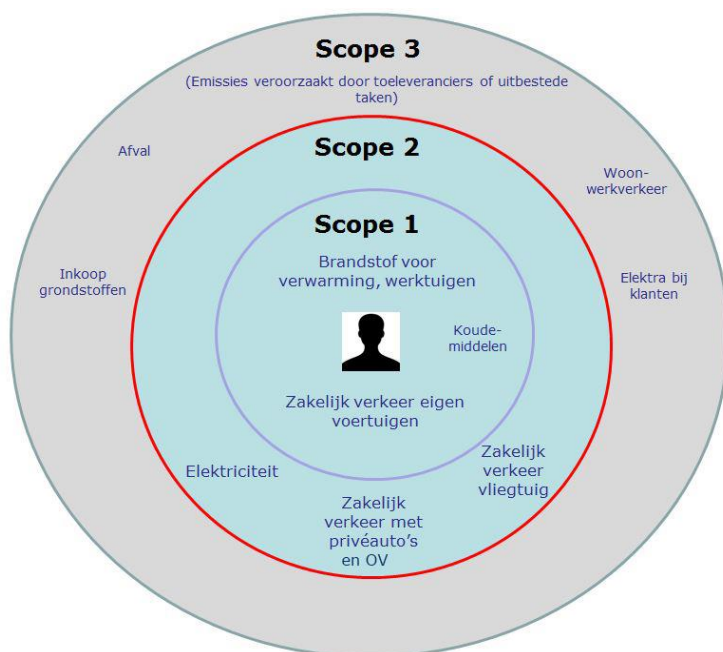 Scope 3
(Emissies veroorzaakt door toeleveranciers of uitbestede
taken)
Afval
Scope 2
Woon-
werkverkeer
Scope 1
Brandstof voor
verwarming, werktuigen
Inkoop
grondstoffen
Elektra bij
klanten
Koude-
middelen
Zakelijk verkeer eigen
voertuigen
Elektriciteit
Zakelijk
verkeer
vliegtuig
Zakelijk
verkeer met
privéauto's
en OV